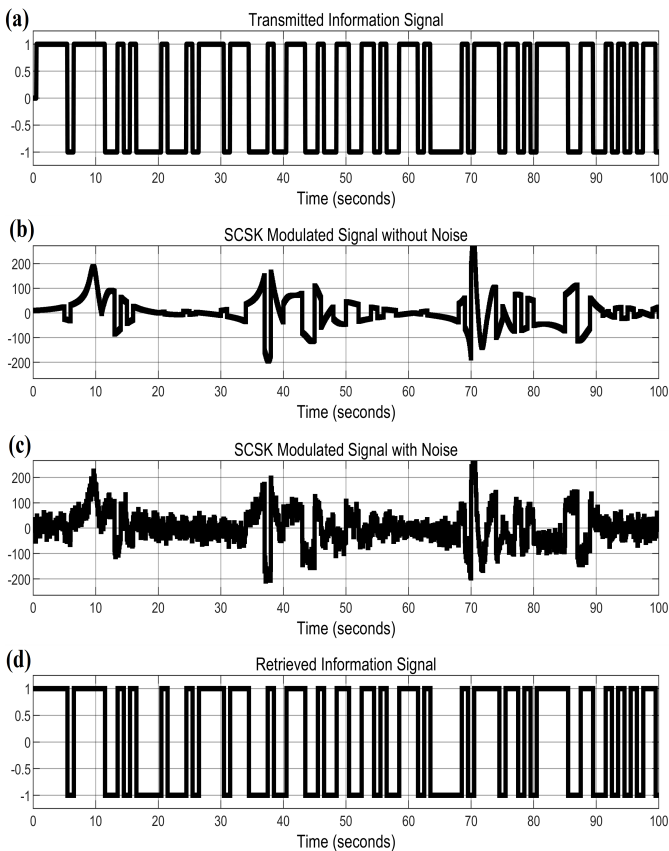 (a)
Transmitted Information Signal
1
0.5
0
-0.5
-1
0 10 20 30 40 50 60 70 80 90 100
Time (seconds)
(b)
SCSK Modulated Signal without Noise
200
100
0
-100
-200
0 10 20 30 40 50 60 70 80 90 100
Time (seconds)
(c)
SCSK Modulated Signal with Noise
200
100
0
-100
-200
0 10 20 30 40 50 60 70 80 90 100
Time (seconds)
(d)
Retrieved Information Signal
1
0.5
0
-0.5
-1
0 10 20 30 40 50 60 70 80 90 100
Time (seconds)